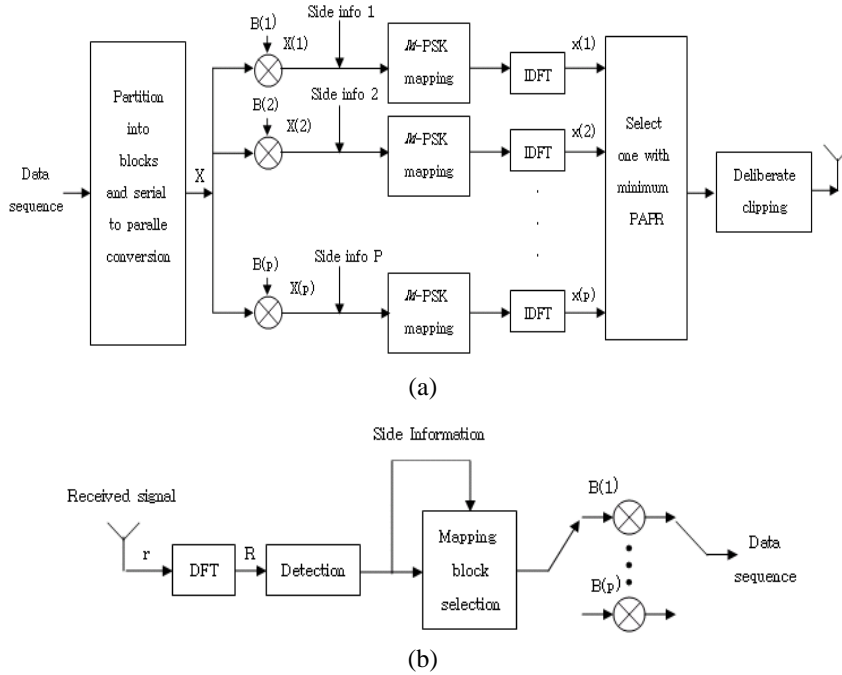 Data
sequence
Partition
into
blocks
and serial
to paralle
conversion
X
B(1)
X(1)
Side info 1
M-PSK
mapping
IDFT
x(1)
B(2)
X(2)
Side info 2
M-PSK
mapping
IDFT
x(2)
B(p)
X(p)
Side info P
M-PSK
mapping
IDFT
x(p)
Select
one with
minimum
PAPR
Deliberate
clipping
(a)
Side Information
Received signal
r
DFT
R
Detection
Mapping
block
selection
B(1)
B(p)
Data
sequence
(b)